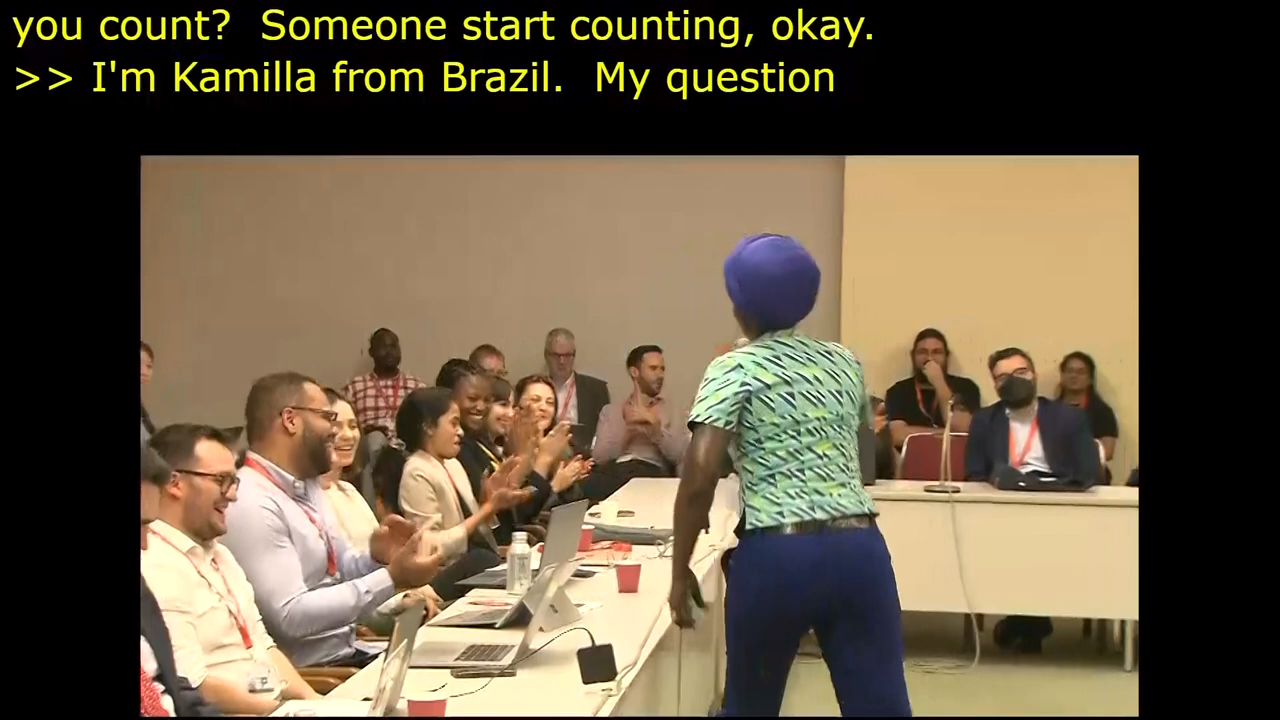 you count?  Someone start counting, okay.
>> I'm Kamilla from Brazil.  My question